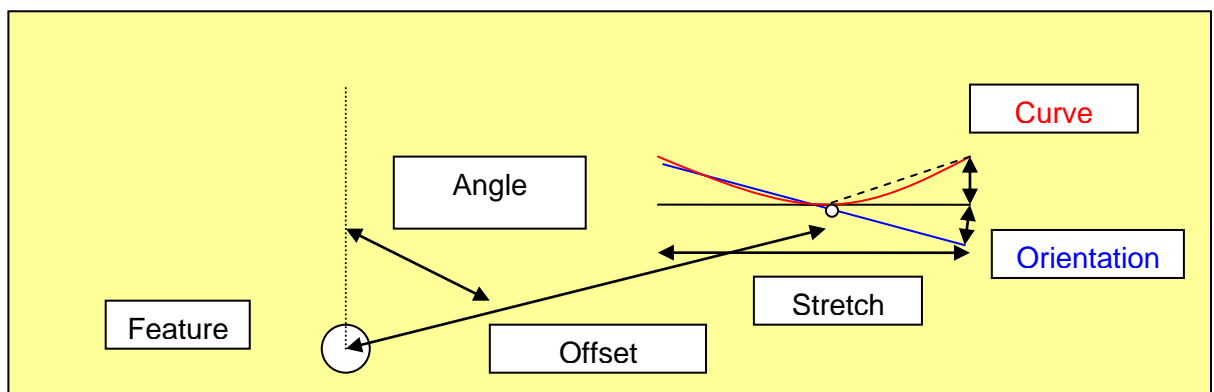 Curve
Angle
Orientation
Stretch
Feature
Offset